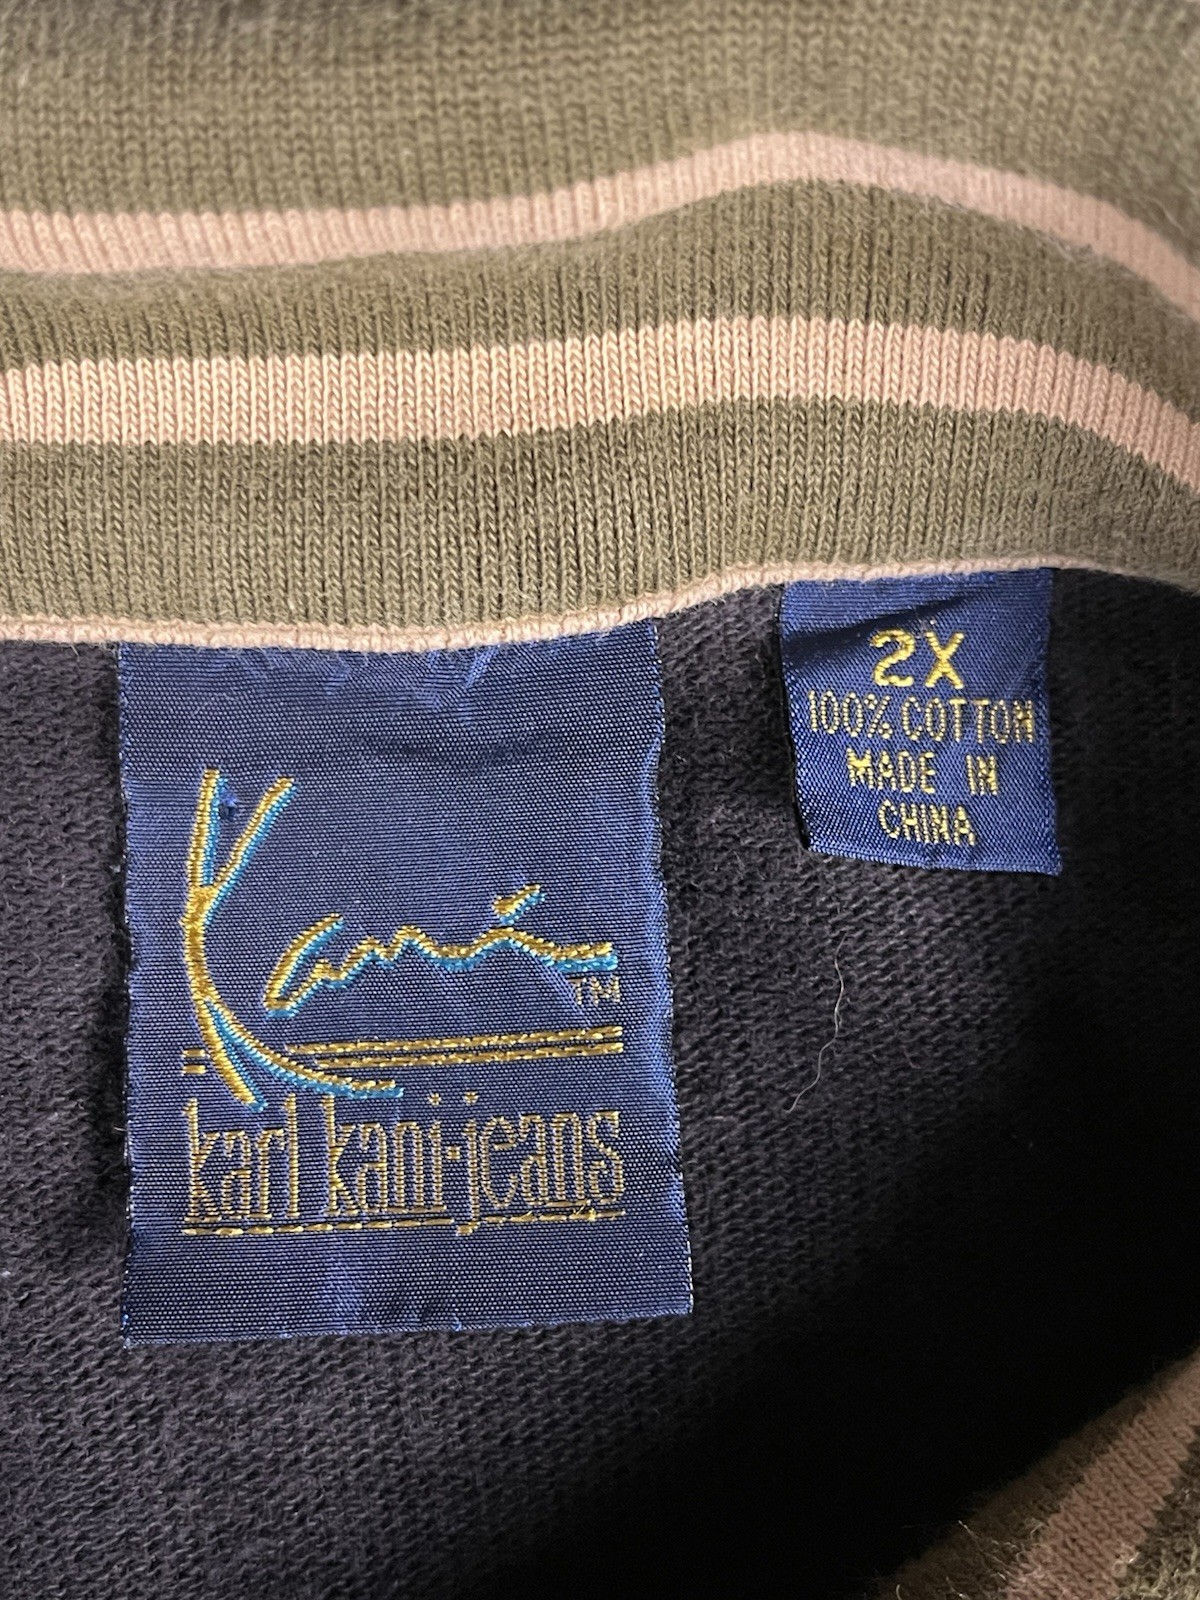 Kani
TM
karl kani-jeans
2X
100% COTTON
MADE IN
CHINA